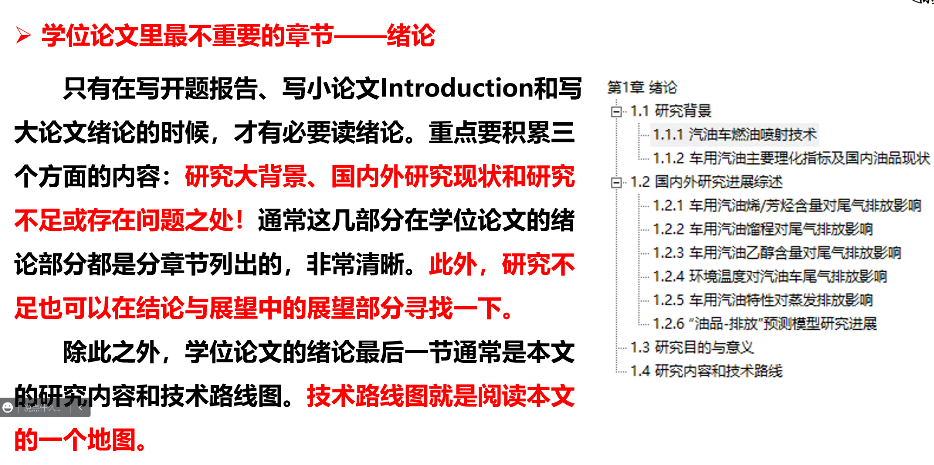 学位论文里最不重要的章节——绪论
只有在写开题报告、写小论文Introduction和写
大论文绪论的时候，才有必要读绪论。重点要积累三
个方面的内容：研究大背景、国内外研究现状和研究
不足或存在问题之处！通常这几部分在学位论文的绪
论部分都是分章节列出的，非常清晰。此外，研究不
足也可以在结论与展望中的展望部分寻找一下。
除此之外，学位论文的绪论最后一节通常是本文
的研究内容和技术路线图。技术路线图就是阅读本文
的一个地图。
第1章 绪论
1.1 研究背景
1.1.1 汽油车燃油喷射技术
1.1.2 车用汽油主要理化指标及国内油品现状
1.2 国内外研究进展综述
1.2.1 车用汽油烯/芳烃含量对尾气排放影响
1.2.2 车用汽油馏程对尾气排放影响
1.2.3 车用汽油乙醇含量对尾气排放影响
1.2.4 环境温度对汽油车尾气排放影响
1.2.5 车用汽油特性对蒸发排放影响
1.2.6 “油品-排放”预测模型研究进展
1.3 研究目的与意义
1.4 研究内容和技术路线